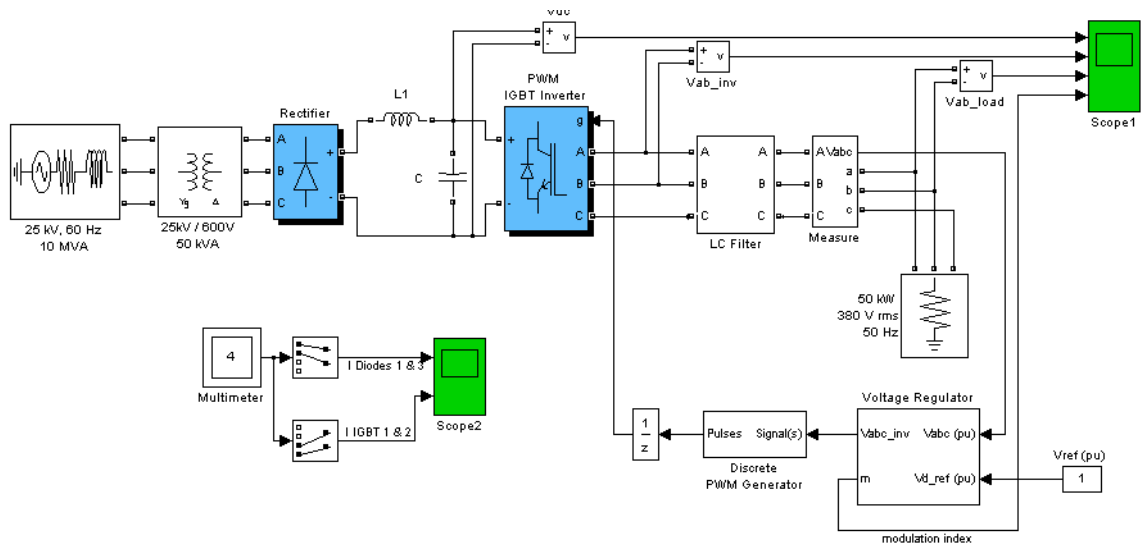 Vdc
+
-
v
+
-
v
Vab_inv
+
-
v
Vab_load
Scope1
PWM
IGBT Inverter
L1
Rectifier
A
B
C
+
-
C
+
-
g
A
B
C
A
B
C
A
B
C
LC Filter
A
B
C
Vabc
a
b
c
Measure
Yg
Δ
25 kV, 60 Hz
10 MVA
25kV / 600V
50 kVA
50 kW
380 V rms
50 Hz
4
Multimeter
I Diodes 1 & 3
I IGBT 1 & 2
Scope2
1
z
Pulses
Signal(s)
Discrete
PWM Generator
Voltage Regulator
Vabc_inv
Vabc (pu)
m
Vd_ref (pu)
modulation index
Vref (pu)
1